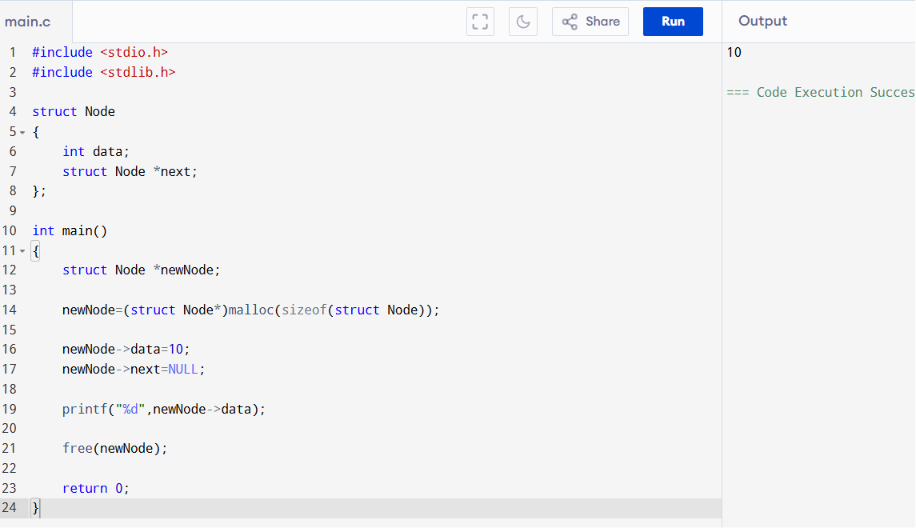 main.c Share Run Output
1 #include <stdio.h>
2 #include <stdlib.h>
3
4 struct Node
5 {
6     int data;
7     struct Node *next;
8 };
9
10 int main()
11 {
12     struct Node *newNode;
13
14     newNode=(struct Node*)malloc(sizeof(struct Node));
15
16     newNode->data=10;
17     newNode->next=NULL;
18
19     printf("%d",newNode->data);
20
21     free(newNode);
22
23     return 0;
24 }
10
=== Code Execution Succes